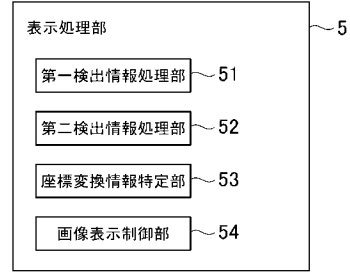 表示処理部 5
第一検出情報処理部 51
第二検出情報処理部 52
座標変換情報特定部 53
画像表示制御部 54